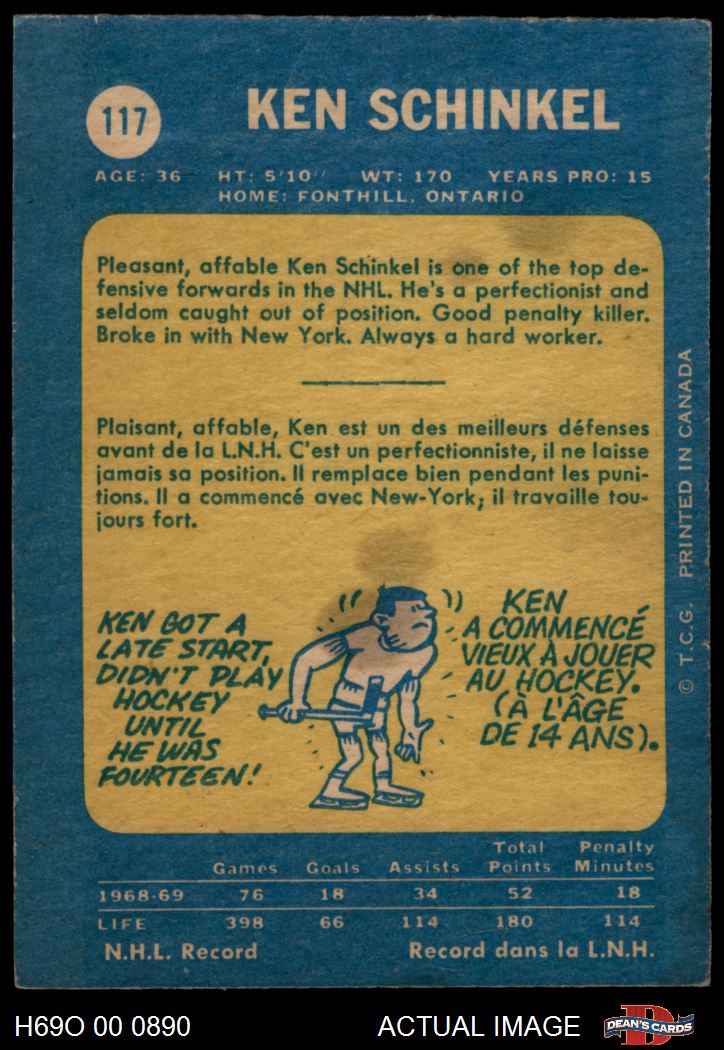 117
KEN SCHINKEL
AGE: 36 HT: 5'10'' WT: 170 YEARS PRO: 15
HOME: FONTHILL, ONTARIO
Pleasant, affable Ken Schinkel is one of the top de-
fensive forwards in the NHL. He's a perfectionist and
seldom caught out of position. Good penalty killer.
Broke in with New York. Always a hard worker.
Plaisant, affable, Ken est un des meilleurs défenses
avant de la L.N.H. C'est un perfectionniste, il ne laisse
jamais sa position. Il remplace bien pendant les puni-
tions. Il a commencé avec New-York; il travaille tou-
jours fort.
KEN GOT A
LATE START,
DIDN'T PLAY
HOCKEY
UNTIL
HE WAS
FOURTEEN!
KEN
A COMMENCÉ
VIEUX À JOUER
AU HOCKEY.
(À L'ÂGE
DE 14 ANS).
© T.C.G. PRINTED IN CANADA
Games Goals Assists Total Points Penalty Minutes
1968-69 76 18 34 52 18
LIFE 398 66 114 180 114
N.H.L. Record Record dans la L.N.H.
H69O 00 0890 ACTUAL IMAGE D DEAN'S CARDS